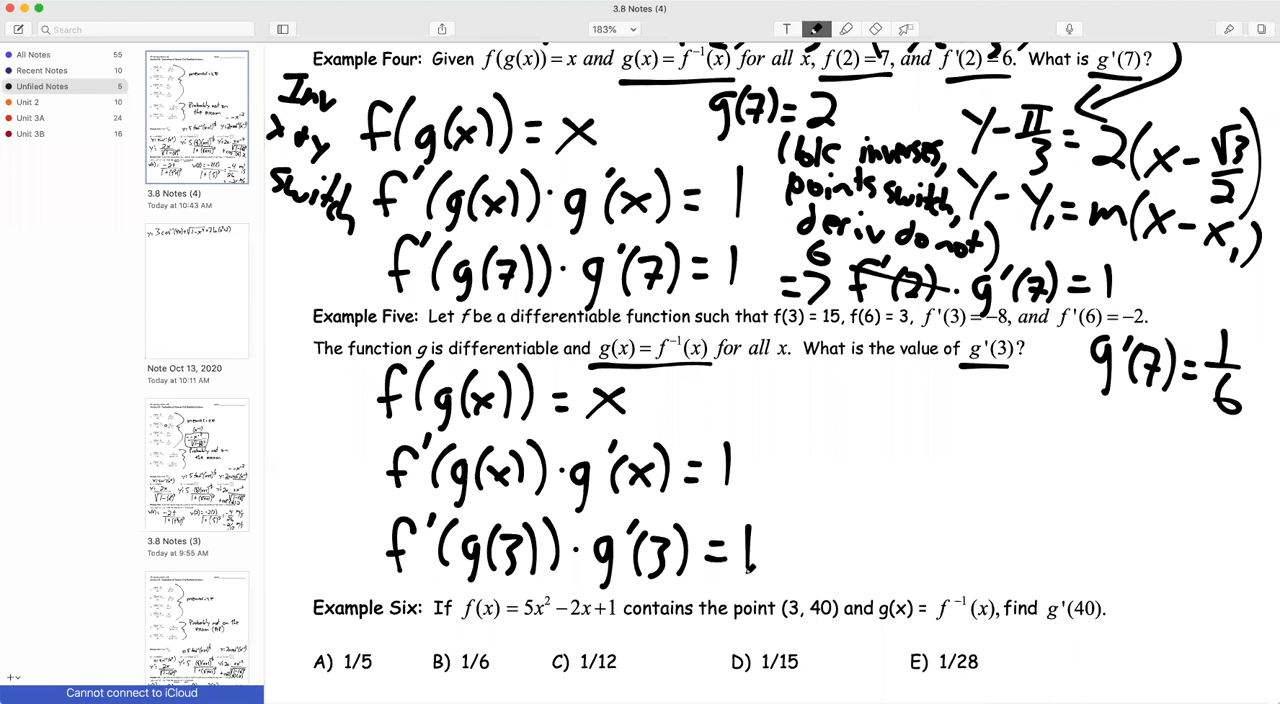 3.8 Notes (4)
Search
183%
T
All Notes 55
Recent Notes 10
Unfiled Notes 5
Unit 2 10
Unit 3A 24
Unit 3B 16
3.8 Notes (4)
Today at 10:43 AM
Note Oct 13, 2020
Today at 10:11 AM
3.8 Notes (3)
Today at 9:55 AM
Cannot connect to iCloud
Example Four: Given f(g(x)) = x and g(x) = f⁻¹(x) for all x, f(2) = 7, and f '(2) = 6. What is g '(7)?
Inv
x + y
switch
f(g(x)) = x
f'(g(x)) · g'(x) = 1
f'(g(7)) · g'(7) = 1
g(7) = 2
(b/c inverses,
points switch,
deriv do not)
6
=> f'(2) · g'(7) = 1
y - π/3 = 2(x - √3/2)
y - y₁ = m(x - x₁)
g'(7) = 1/6
Example Five: Let f be a differentiable function such that f(3) = 15, f(6) = 3, f '(3) = −8, and f '(6) = −2.
The function g is differentiable and g(x) = f⁻¹(x) for all x. What is the value of g '(3)?
f(g(x)) = x
f'(g(x)) · g'(x) = 1
f'(g(3)) · g'(3) = 1
Example Six: If f(x) = 5x² − 2x + 1 contains the point (3, 40) and g(x) = f⁻¹(x), find g '(40).
A) 1/5 B) 1/6 C) 1/12 D) 1/15 E) 1/28